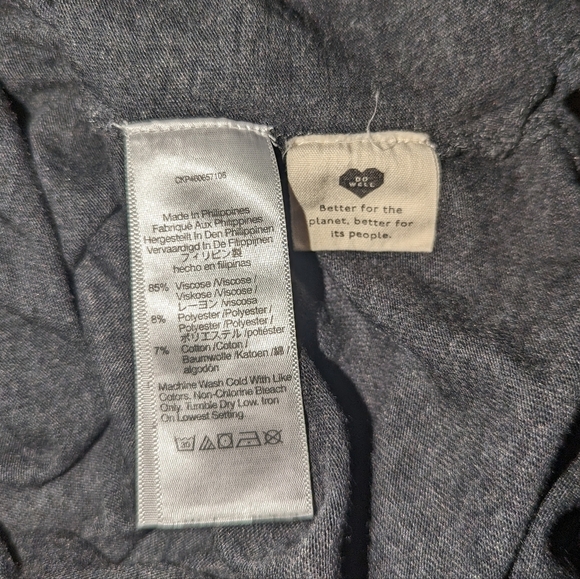 CKP480657108
Made In Philippines
Fabriqué Aux Philippines
Hergestellt In Den Philippinen
Vervaardigd In De Filippijnen
フィリピン製
hecho en filipinas
85% Viscose /Viscose /
Viskose /Viscose /
レーヨン /viscosa
8% Polyester /Polyester /
Polyester /Polyester /
ポリエステル /poliéster
7% Cotton /Coton /
Baumwolle /Katoen /綿 /
algodón
Machine Wash Cold With Like
Colors. Non-Chlorine Bleach
Only. Tumble Dry Low. Iron
On Lowest Setting.
30
DO
WELL
Better for the
planet, better for
its people.